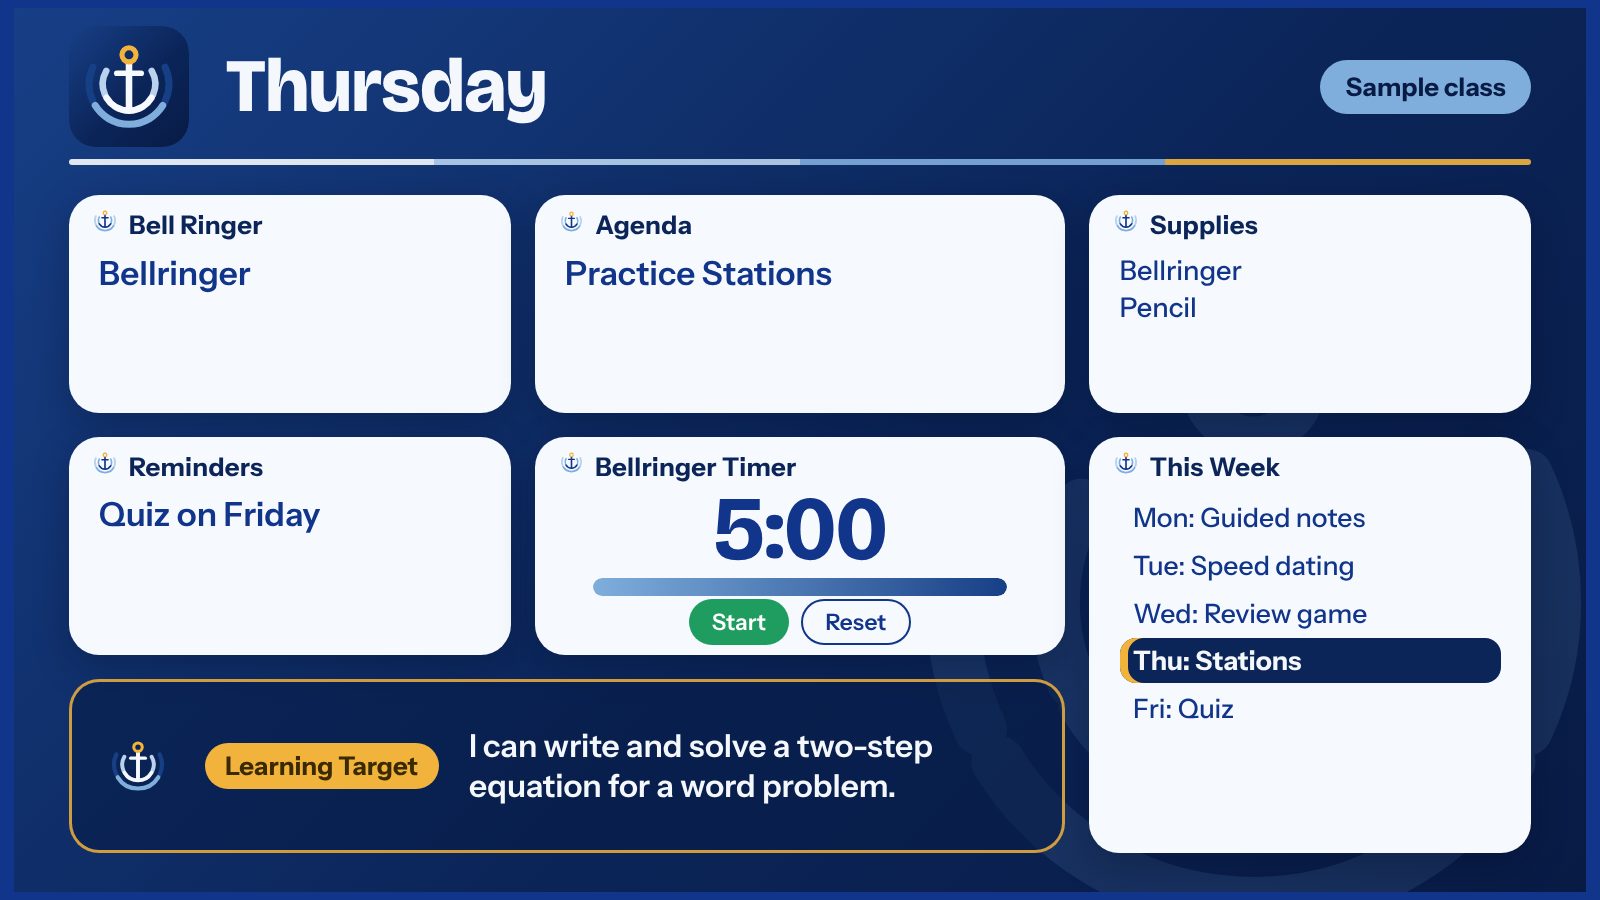 Thursday
Sample class
Bell Ringer
Bellringer
Agenda
Practice Stations
Supplies
Bellringer
Pencil
Reminders
Quiz on Friday
Bellringer Timer
5:00
Start
Reset
This Week
Mon: Guided notes
Tue: Speed dating
Wed: Review game
Thu: Stations
Fri: Quiz
Learning Target
I can write and solve a two-step
equation for a word problem.